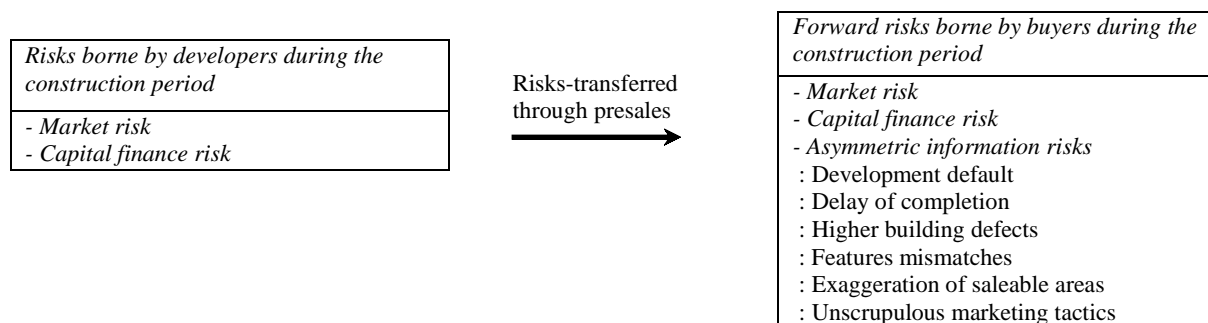 Risks borne by developers during the
construction period
- Market risk
- Capital finance risk
Risks-transferred
through presales
Forward risks borne by buyers during the
construction period
- Market risk
- Capital finance risk
- Asymmetric information risks
: Development default
: Delay of completion
: Higher building defects
: Features mismatches
: Exaggeration of saleable areas
: Unscrupulous marketing tactics